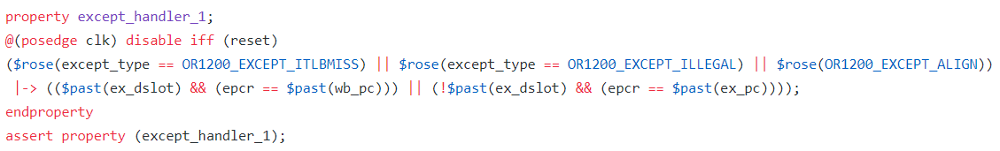 property except_handler_1;
@(posedge clk) disable iff (reset)
($rose(except_type == OR1200_EXCEPT_ITLBMISS) || $rose(except_type == OR1200_EXCEPT_ILLEGAL) || $rose(OR1200_EXCEPT_ALIGN))
|-> (($past(ex_dslot) && (epcr == $past(wb_pc))) || (!$past(ex_dslot) && (epcr == $past(ex_pc))));
endproperty
assert property (except_handler_1);